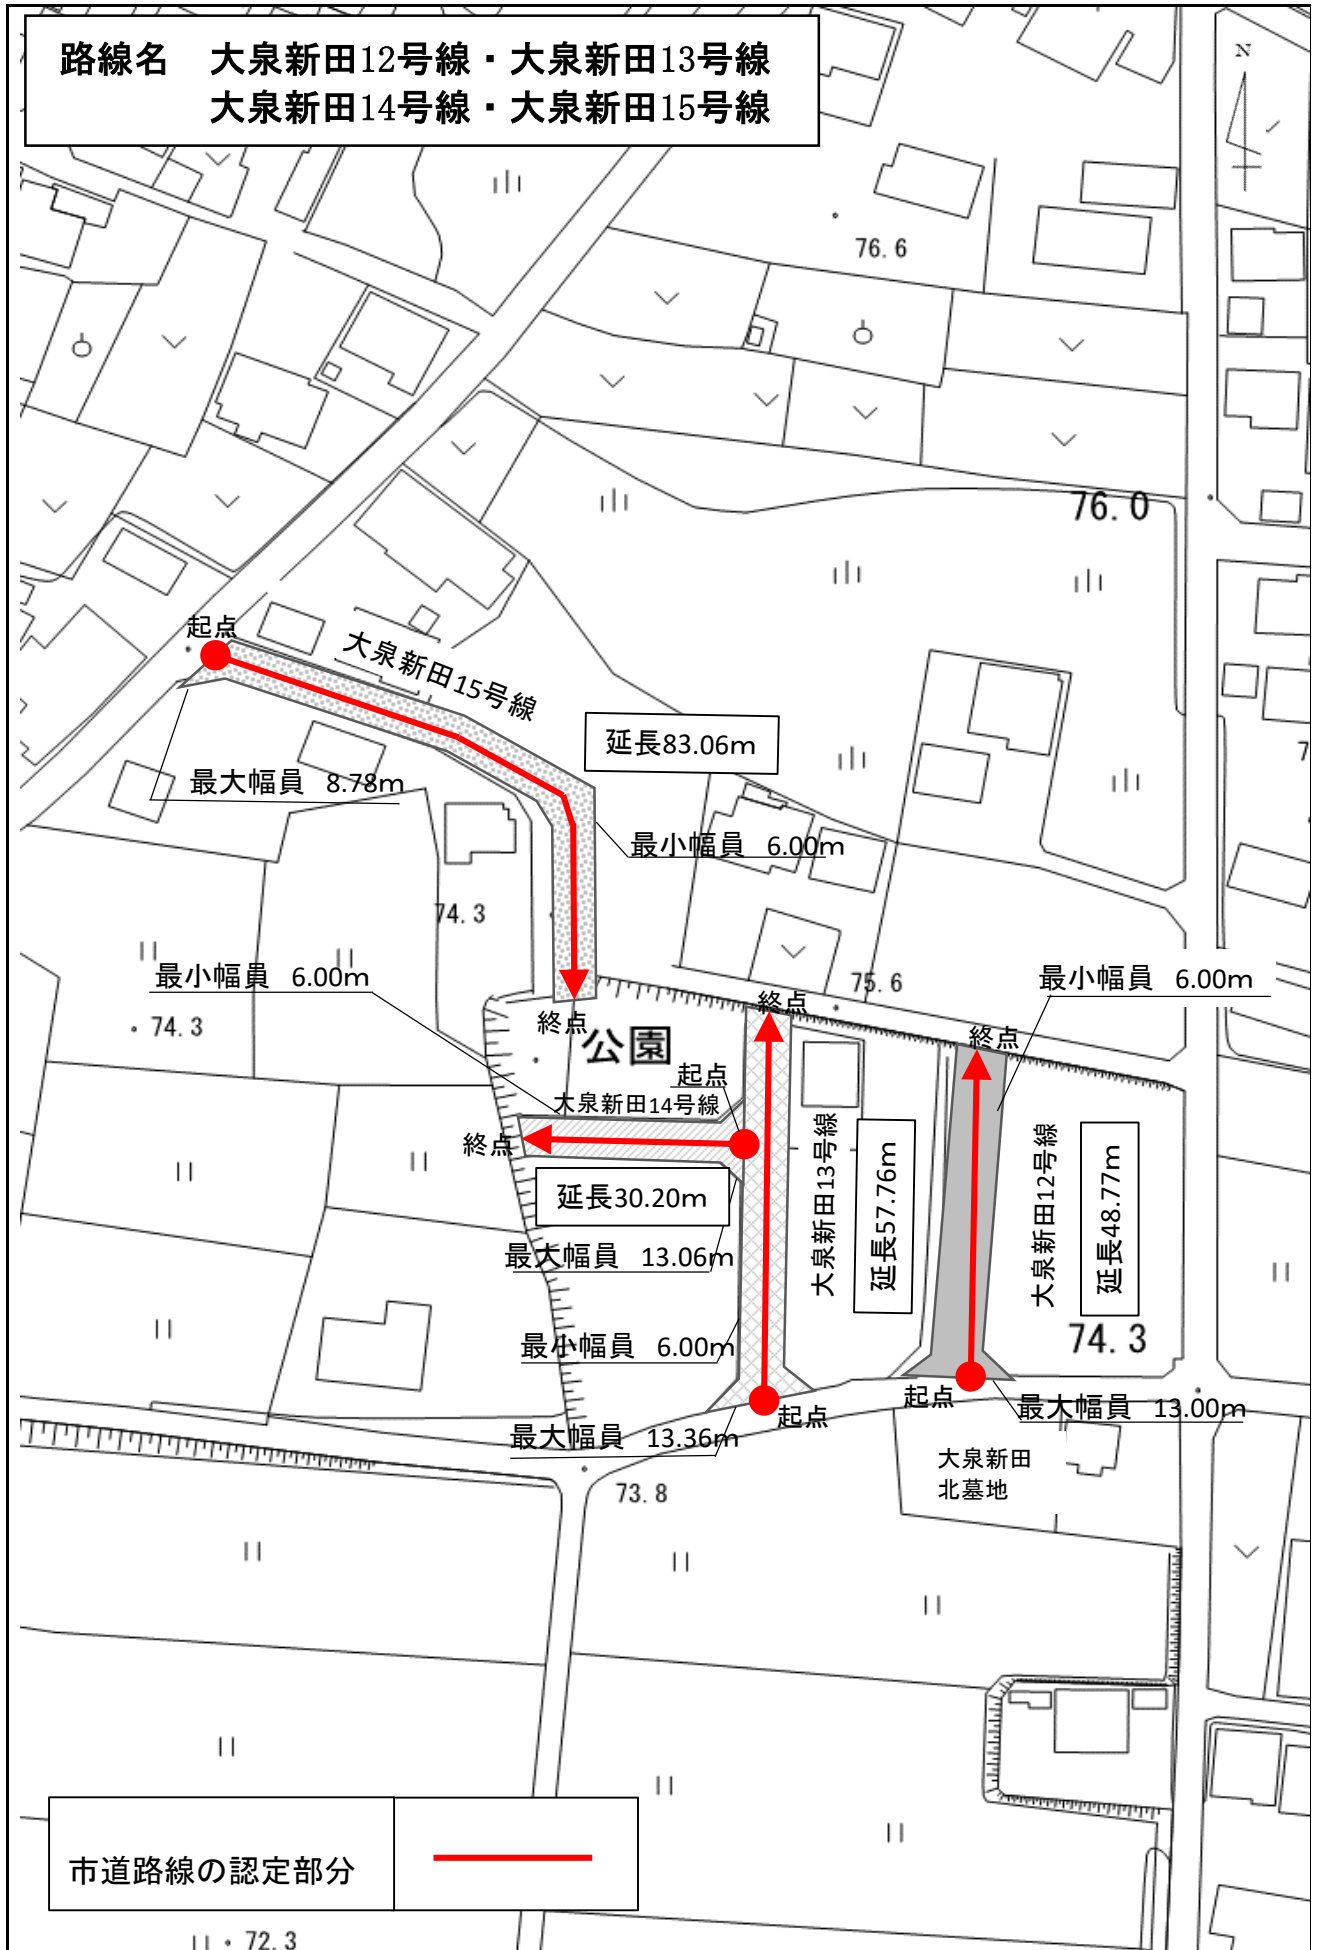 路線名　大泉新田12号線・大泉新田13号線
大泉新田14号線・大泉新田15号線
N
76.6
76.0
起点
大泉新田15号線
延長83.06m
最大幅員　8.78m
最小幅員　6.00m
74.3
最小幅員　6.00m
75.6
最小幅員　6.00m
74.3
終点
公園
終点
終点
起点
大泉新田14号線
終点
延長30.20m
最大幅員　13.06m
大泉新田13号線
延長57.76m
大泉新田12号線
延長48.77m
最小幅員　6.00m
74.3
起点
起点
最大幅員　13.00m
最大幅員　13.36m
大泉新田
北墓地
73.8
市道路線の認定部分
72.3